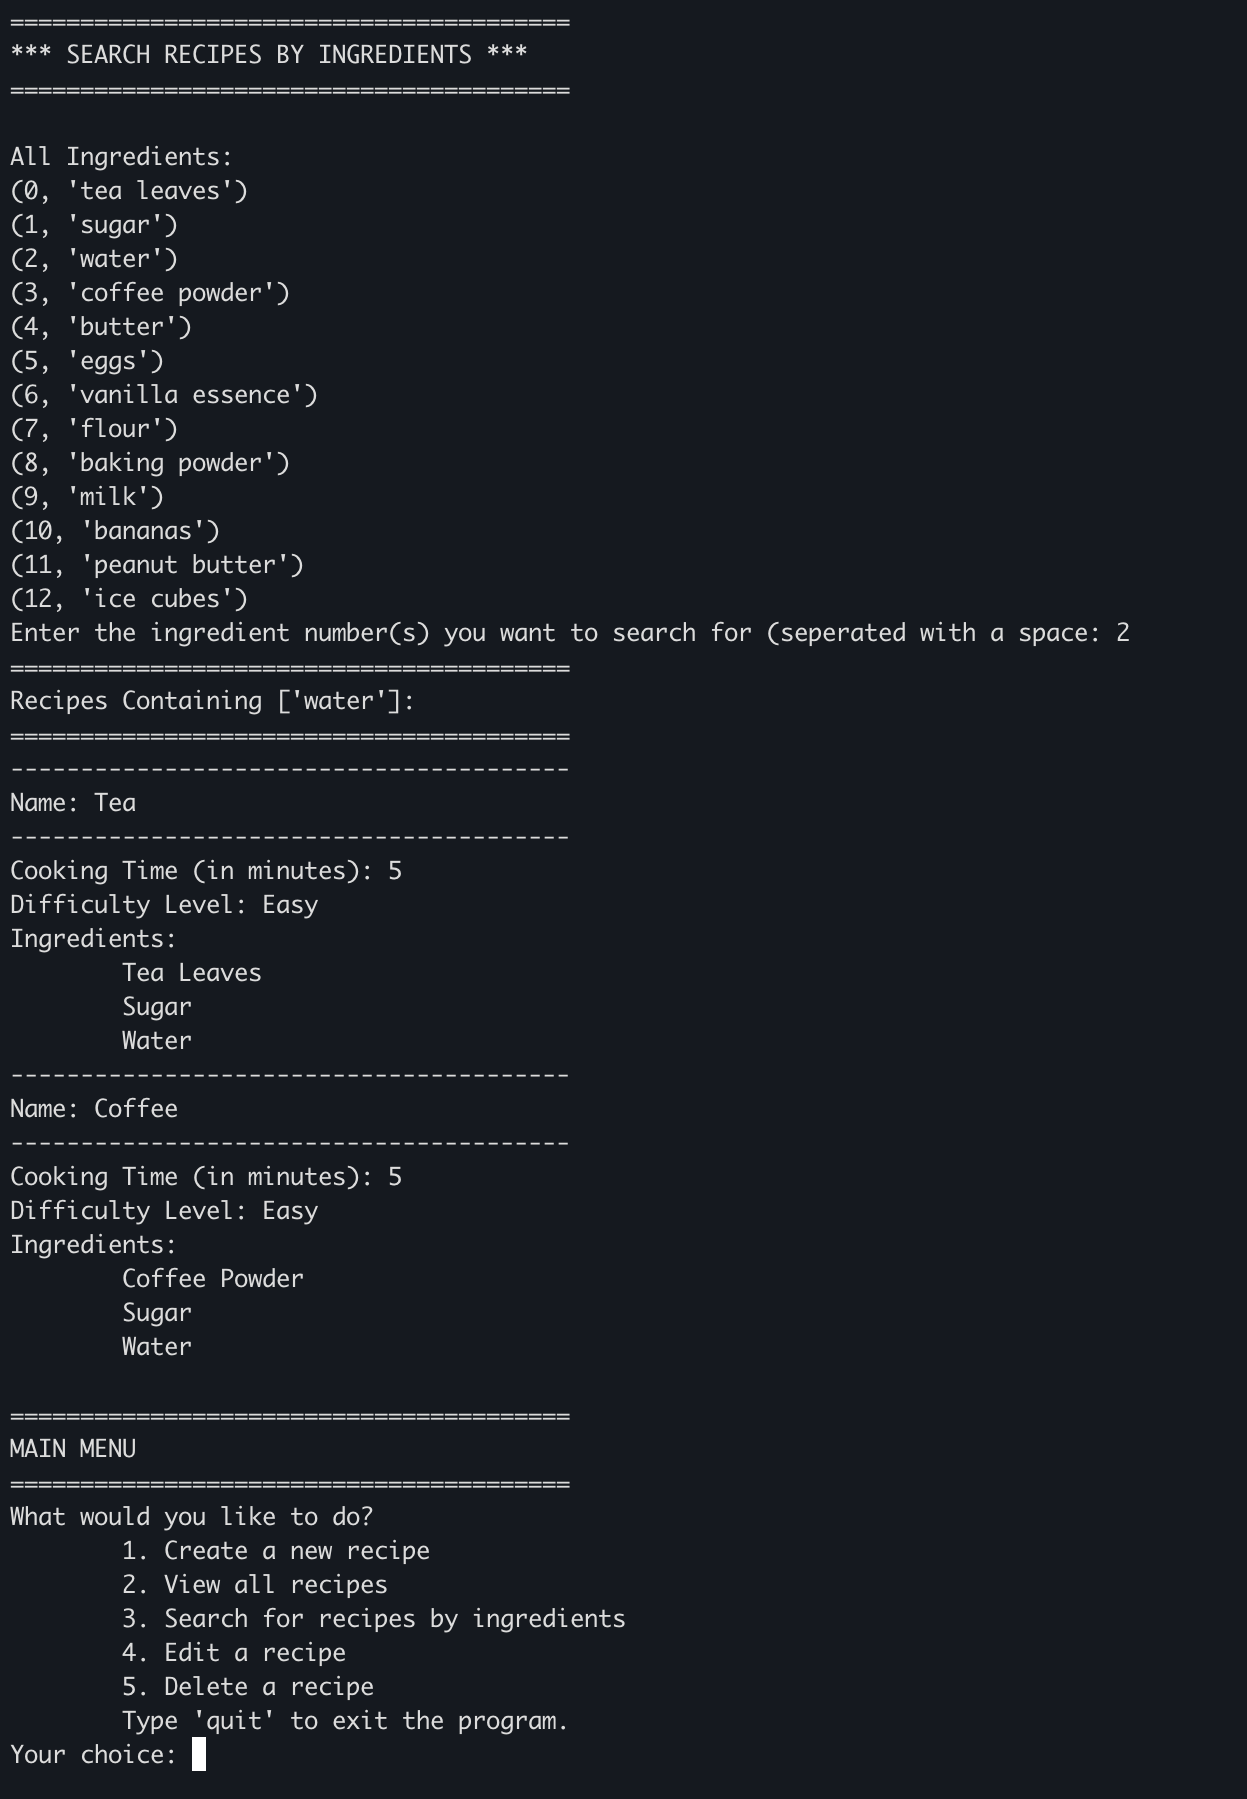 ========================================
*** SEARCH RECIPES BY INGREDIENTS ***
========================================

All Ingredients:
(0, 'tea leaves')
(1, 'sugar')
(2, 'water')
(3, 'coffee powder')
(4, 'butter')
(5, 'eggs')
(6, 'vanilla essence')
(7, 'flour')
(8, 'baking powder')
(9, 'milk')
(10, 'bananas')
(11, 'peanut butter')
(12, 'ice cubes')
Enter the ingredient number(s) you want to search for (seperated with a space: 2
========================================
Recipes Containing ['water']:
========================================
----------------------------------------
Name: Tea
----------------------------------------
Cooking Time (in minutes): 5
Difficulty Level: Easy
Ingredients:
        Tea Leaves
        Sugar
        Water
----------------------------------------
Name: Coffee
----------------------------------------
Cooking Time (in minutes): 5
Difficulty Level: Easy
Ingredients:
        Coffee Powder
        Sugar
        Water

========================================
MAIN MENU
========================================
What would you like to do?
        1. Create a new recipe
        2. View all recipes
        3. Search for recipes by ingredients
        4. Edit a recipe
        5. Delete a recipe
        Type 'quit' to exit the program.
Your choice: